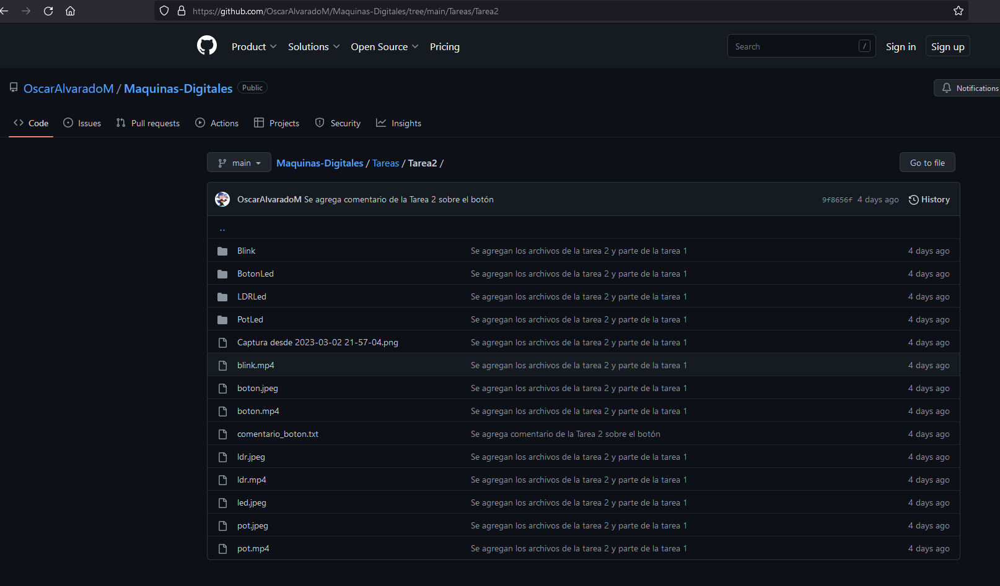 https://github.com/OscarAlvaradoM/Maquinas-Digitales/tree/main/Tareas/Tarea2
Product Solutions Open Source Pricing Search / Sign in Sign up
OscarAlvaradoM / Maquinas-Digitales Public Notifications
Code Issues Pull requests Actions Projects Security Insights
main Maquinas-Digitales / Tareas / Tarea2 / Go to file
OscarAlvaradoM Se agrega comentario de la Tarea 2 sobre el botón 9f8656f 4 days ago History
..
Blink Se agregan los archivos de la tarea 2 y parte de la tarea 1 4 days ago
BotonLed Se agregan los archivos de la tarea 2 y parte de la tarea 1 4 days ago
LDRLed Se agregan los archivos de la tarea 2 y parte de la tarea 1 4 days ago
PotLed Se agregan los archivos de la tarea 2 y parte de la tarea 1 4 days ago
Captura desde 2023-03-02 21-57-04.png Se agregan los archivos de la tarea 2 y parte de la tarea 1 4 days ago
blink.mp4 Se agregan los archivos de la tarea 2 y parte de la tarea 1 4 days ago
boton.jpeg Se agregan los archivos de la tarea 2 y parte de la tarea 1 4 days ago
boton.mp4 Se agregan los archivos de la tarea 2 y parte de la tarea 1 4 days ago
comentario_boton.txt Se agrega comentario de la Tarea 2 sobre el botón 4 days ago
ldr.jpeg Se agregan los archivos de la tarea 2 y parte de la tarea 1 4 days ago
ldr.mp4 Se agregan los archivos de la tarea 2 y parte de la tarea 1 4 days ago
led.jpeg Se agregan los archivos de la tarea 2 y parte de la tarea 1 4 days ago
pot.jpeg Se agregan los archivos de la tarea 2 y parte de la tarea 1 4 days ago
pot.mp4 Se agregan los archivos de la tarea 2 y parte de la tarea 1 4 days ago